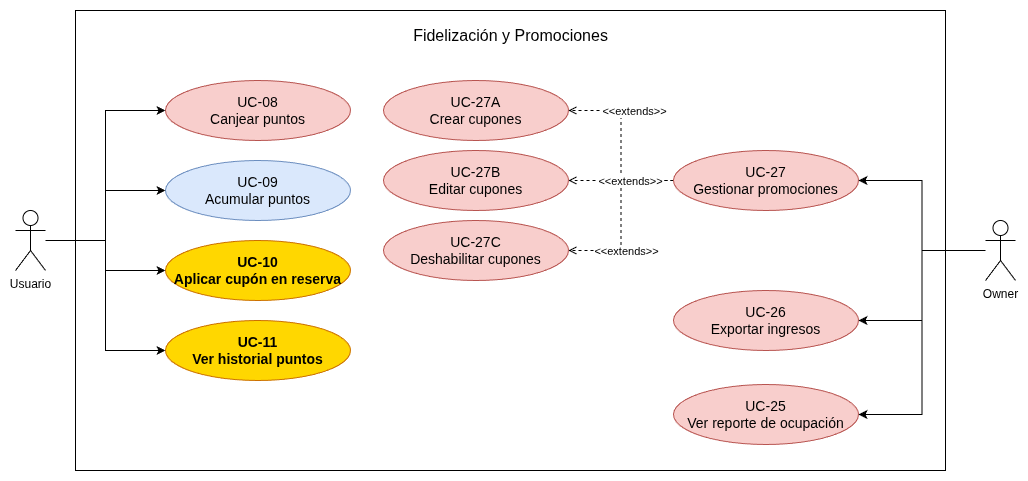 Fidelización y Promociones
UC-08
Canjear puntos
UC-09
Acumular puntos
UC-10
Aplicar cupón en reserva
UC-11
Ver historial puntos
Usuario
UC-27A
Crear cupones
<<extends>>
UC-27B
Editar cupones
<<extends>>
UC-27C
Deshabilitar cupones
<<extends>>
UC-27
Gestionar promociones
UC-26
Exportar ingresos
UC-25
Ver reporte de ocupación
Owner